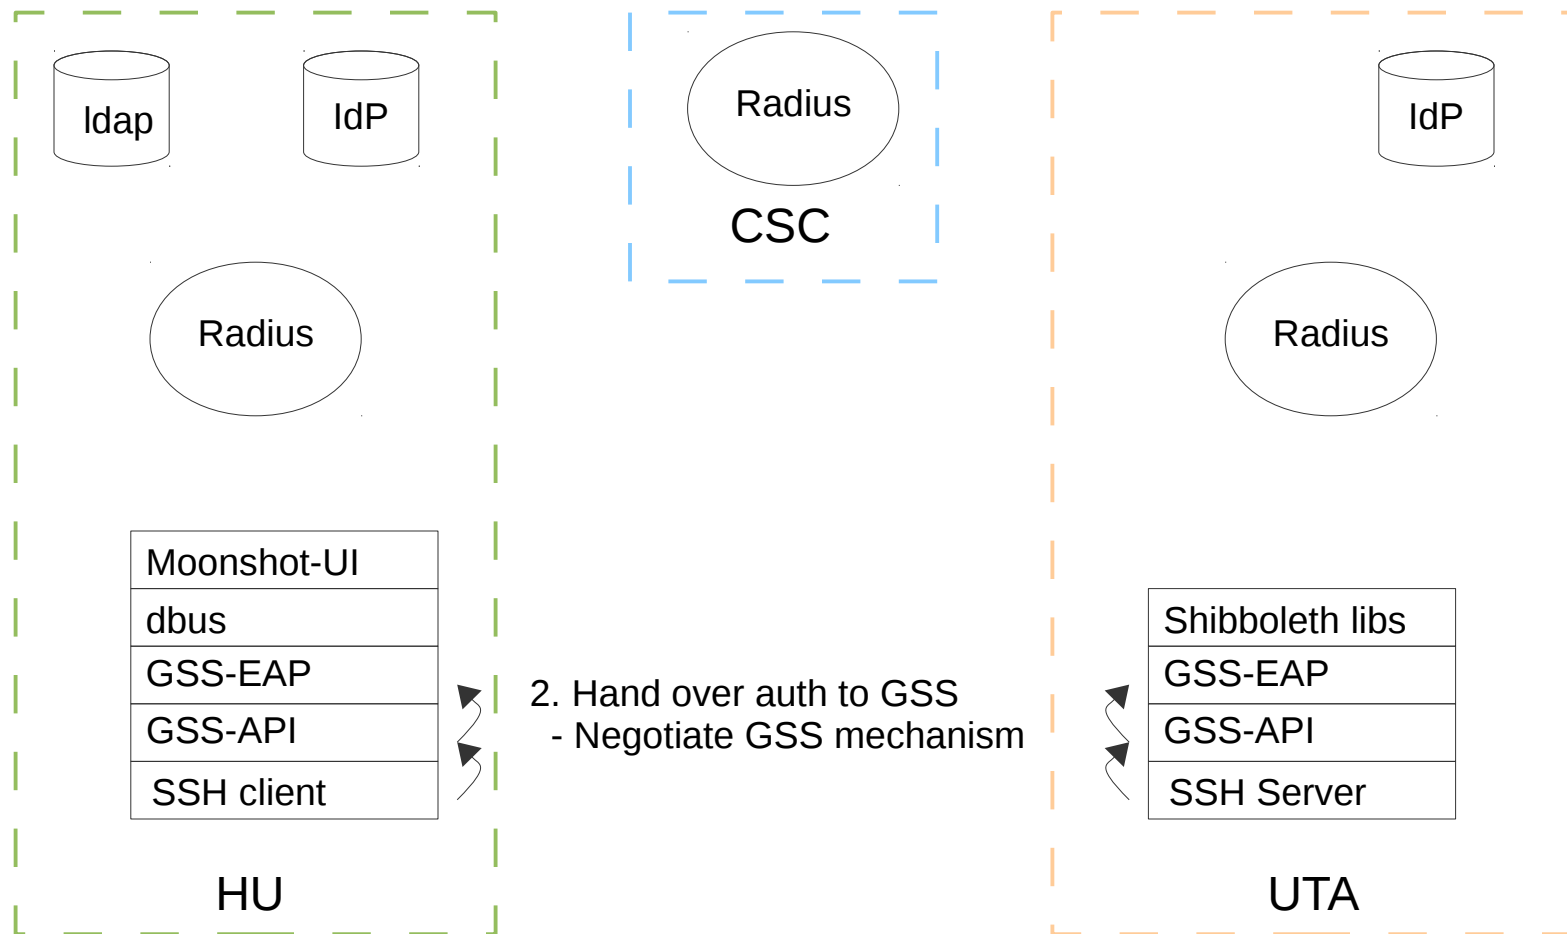 ldap
IdP
Radius
CSC
IdP
Radius
Radius
Moonshot-UI
dbus
GSS-EAP
GSS-API
SSH client
HU
2. Hand over auth to GSS
- Negotiate GSS mechanism
Shibboleth libs
GSS-EAP
GSS-API
SSH Server
UTA